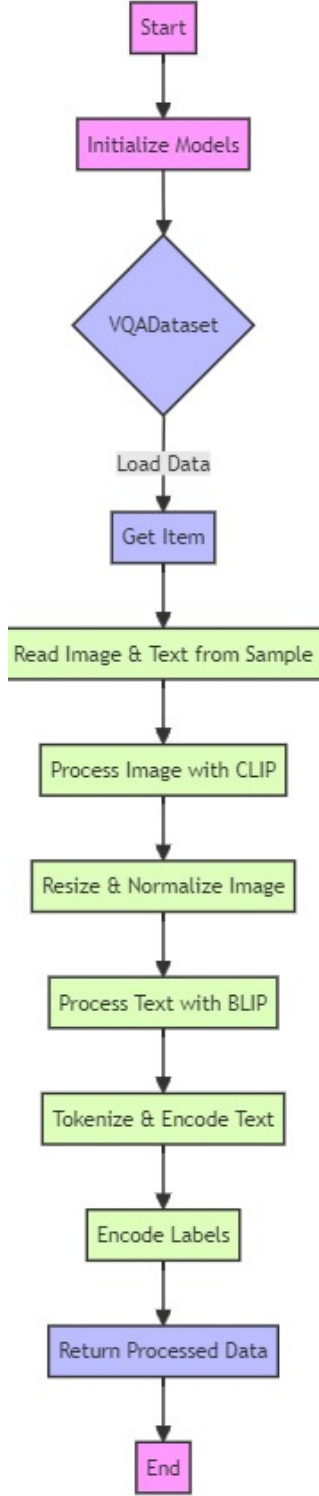 Start
Initialize Models
VQADataset
Load Data
Get Item
Read Image & Text from Sample
Process Image with CLIP
Resize & Normalize Image
Process Text with BLIP
Tokenize & Encode Text
Encode Labels
Return Processed Data
End